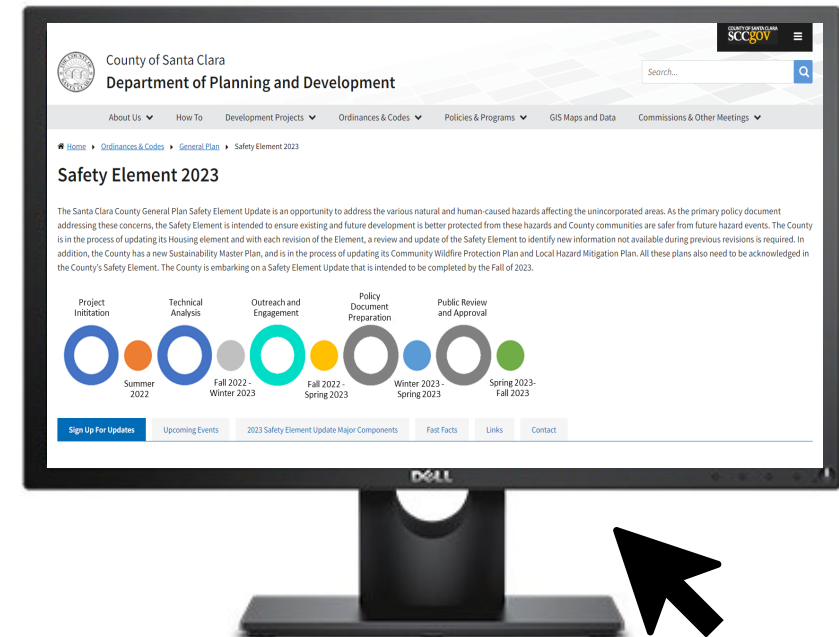 COUNTY OF SANTA CLARA
sccgov
County of Santa Clara
Department of Planning and Development
Search...
About Us How To Development Projects Ordinances & Codes Policies & Programs GIS Maps and Data Commissions & Other Meetings
Home Ordinances & Codes General Plan Safety Element 2023
Safety Element 2023
The Santa Clara County General Plan Safety Element Update is an opportunity to address the various natural and human-caused hazards affecting the unincorporated areas. As the primary policy document
addressing these concerns, the Safety Element is intended to ensure existing and future development is better protected from these hazards and County communities are safer from future hazard events. The County
is in the process of updating its Housing element and with each revision of the Element, a review and update of the Safety Element to identify new information not available during previous revisions is required. In
addition, the County has a new Sustainability Master Plan, and is in the process of updating its Community Wildfire Protection Plan and Local Hazard Mitigation Plan. All these plans also need to be acknowledged in
the County's Safety Element. The County is embarking on a Safety Element Update that is intended to be completed by the Fall of 2023.
Project
Inititation
Technical
Analysis
Outreach and
Engagement
Policy
Document
Preparation
Public Review
and Approval
Summer
2022
Fall 2022 -
Winter 2023
Fall 2022 -
Spring 2023
Winter 2023 -
Spring 2023
Spring 2023-
Fall 2023
Sign Up For Updates Upcoming Events 2023 Safety Element Update Major Components Fast Facts Links Contact
DELL